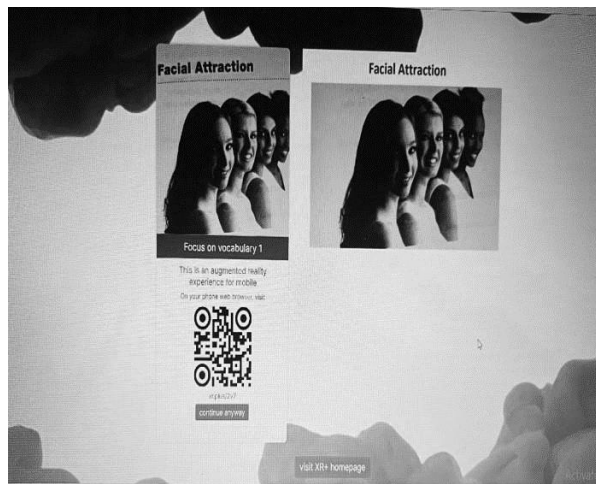 Facial Attraction
Focus on vocabulary 1
This is an augmented reality
experience for mobile
On your phone web browser, visit
continue anyway
Facial Attraction
visit XR+ homepage